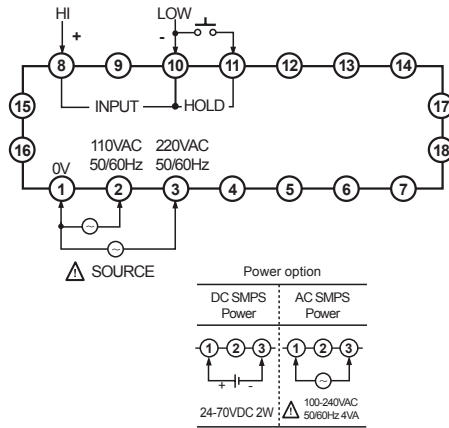 HI
LOW
+
-
8 9 10 11 12 13 14
INPUT HOLD
15
17
16
18
110VAC 220VAC
0V 50/60Hz 50/60Hz
1 2 3 4 5 6 7
~
~
! SOURCE
Power option
DC SMPS AC SMPS
Power Power
1 2 3 1 2 3
+ - ~
24-70VDC 2W ! 100-240VAC
50/60Hz 4VA